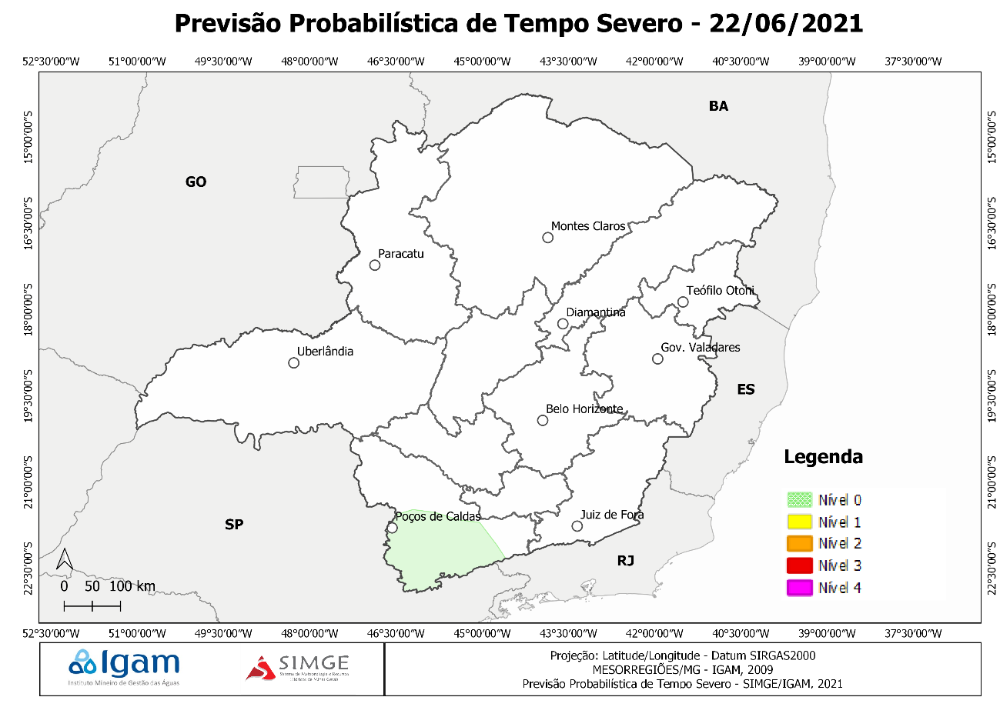 Previsão Probabilística de Tempo Severo - 22/06/2021
52°30'00"W 51°00'00"W 49°30'00"W 48°00'00"W 46°30'00"W 45°00'00"W 43°30'00"W 42°00'00"W 40°30'00"W 39°00'00"W 37°30'00"W
15°00'00"S
16°30'00"S
18°00'00"S
19°30'00"S
21°00'00"S
22°30'00"S
BA
GO
Montes Claros
Paracatu
Teófilo Otoni
Diamantina
Gov. Valadares
Uberlândia
ES
Belo Horizonte
Poços de Caldas
Juiz de Fora
SP
RJ
Legenda
Nível 0
Nível 1
Nível 2
Nível 3
Nível 4
0 50 100 km
15°00'00"S
16°30'00"S
18°00'00"S
19°30'00"S
21°00'00"S
22°30'00"S
52°30'00"W 51°00'00"W 49°30'00"W 48°00'00"W 46°30'00"W 45°00'00"W 43°30'00"W 42°00'00"W 40°30'00"W 39°00'00"W 37°30'00"W
Igam
Instituto Mineiro de Gestão das Águas
SIMGE
Sistema de Meteorologia e Recursos
Hídricos de Minas Gerais
Projeção: Latitude/Longitude - Datum SIRGAS2000
MESORREGIÕES/MG - IGAM, 2009
Previsão Probabilística de Tempo Severo - SIMGE/IGAM, 2021